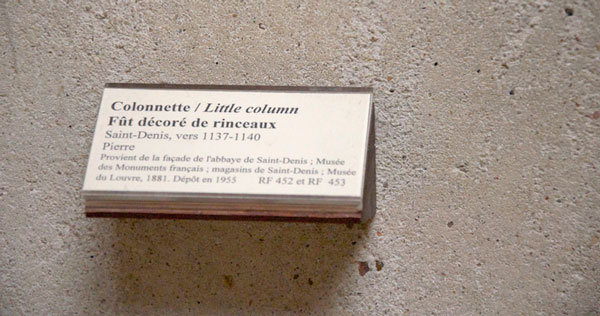 Colonnette / Little column
Fût décoré de rinceaux
Saint-Denis, vers 1137-1140
Pierre
Provient de la façade de l'abbaye de Saint-Denis ; Musée
des Monuments français ; magasins de Saint-Denis ; Musée
du Louvre, 1881. Dépôt en 1955 RF 452 et RF 453